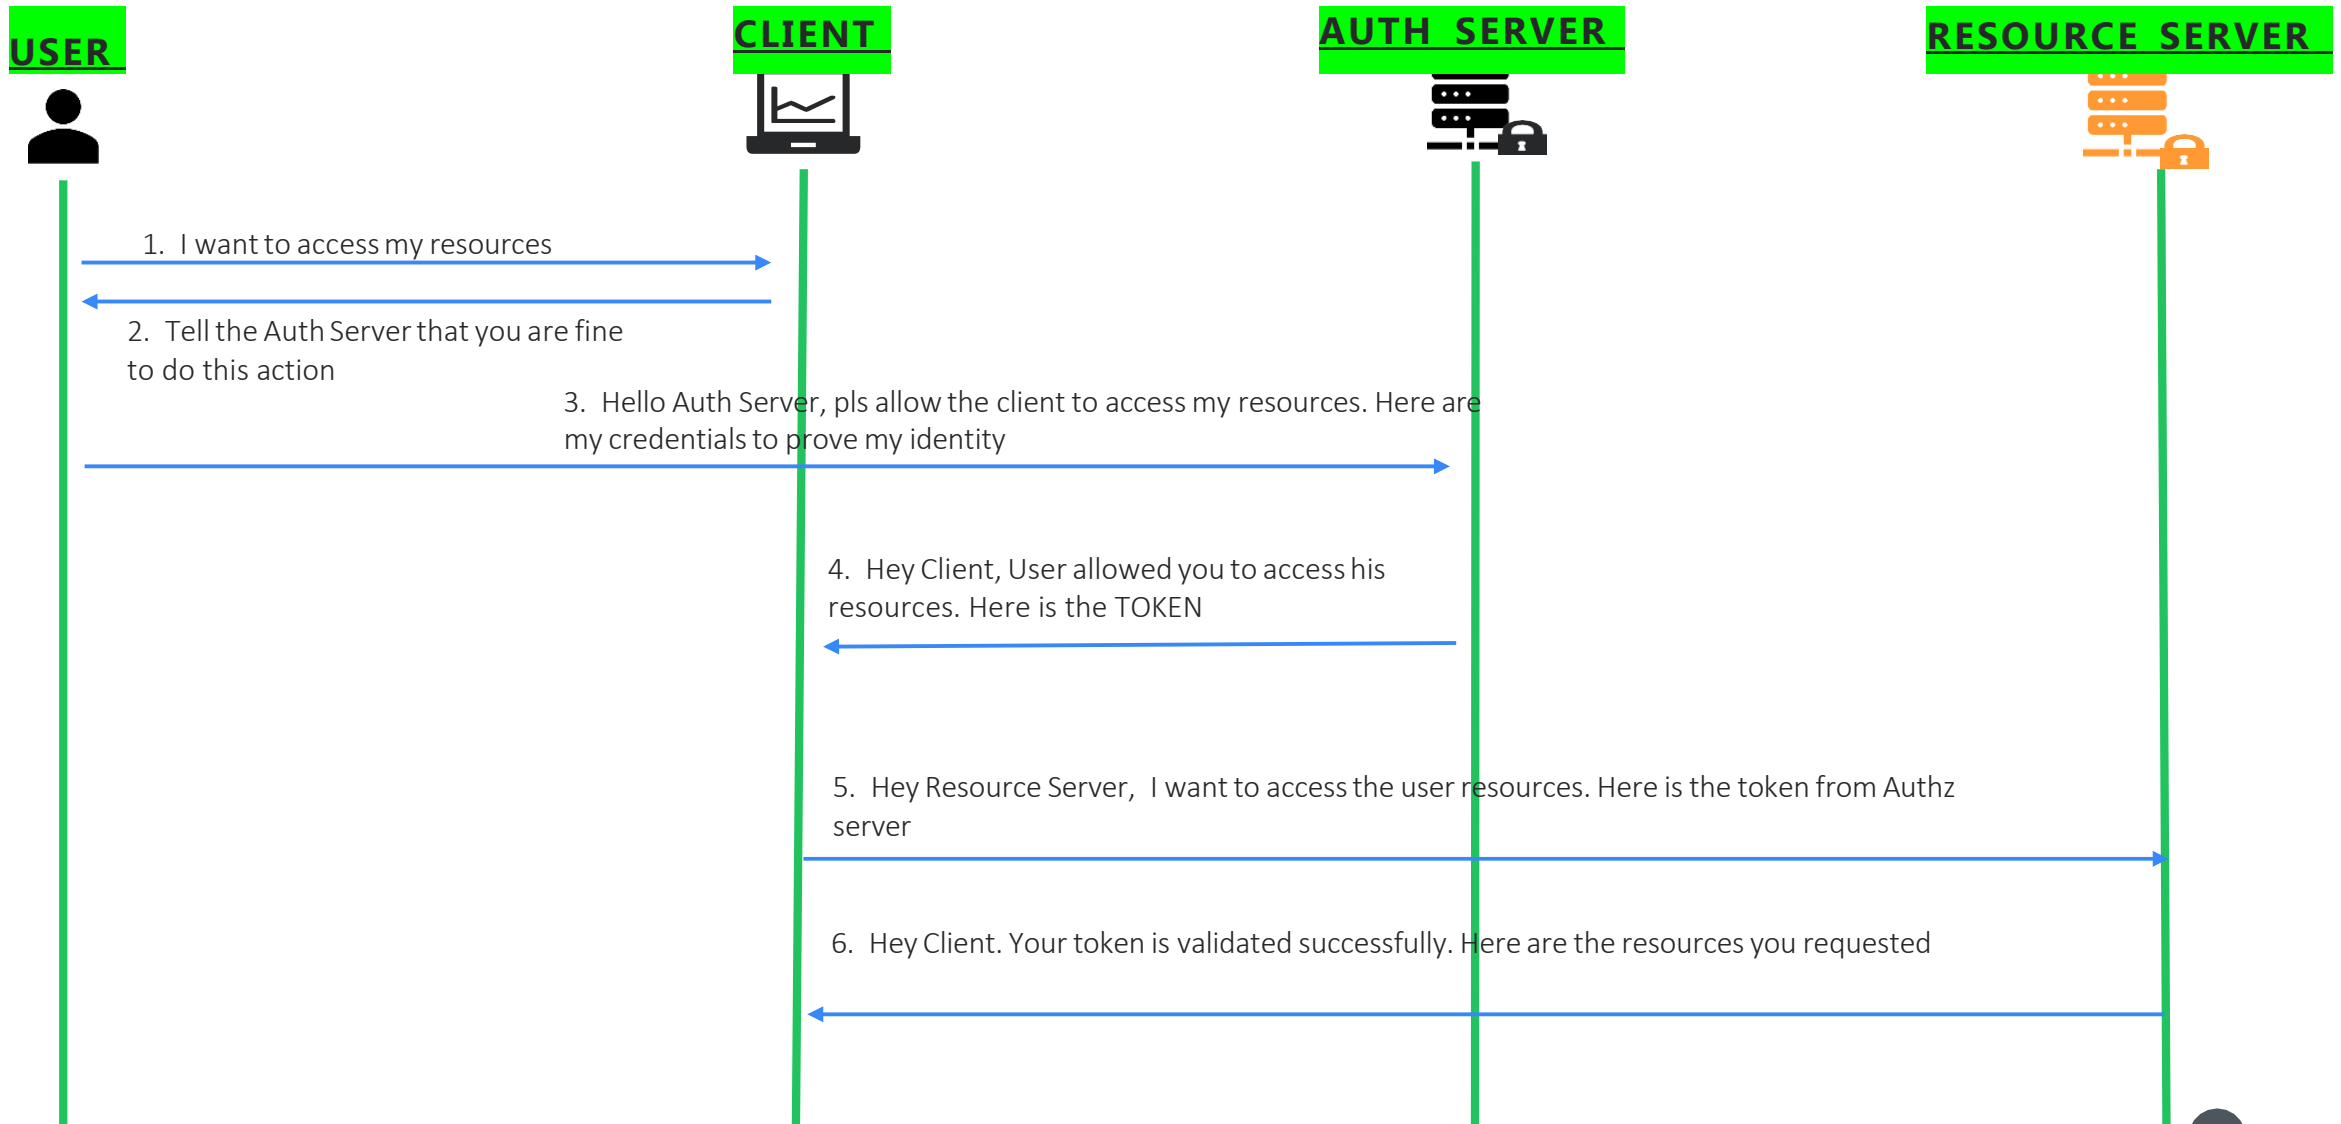 USER
CLIENT
AUTH SERVER
RESOURCE SERVER
1. I want to access my resources
2. Tell the Auth Server that you are fine
to do this action
3. Hello Auth Server, pls allow the client to access my resources. Here are
my credentials to prove my identity
4. Hey Client, User allowed you to access his
resources. Here is the TOKEN
5. Hey Resource Server, I want to access the user resources. Here is the token from Authz
server
6. Hey Client. Your token is validated successfully. Here are the resources you requested